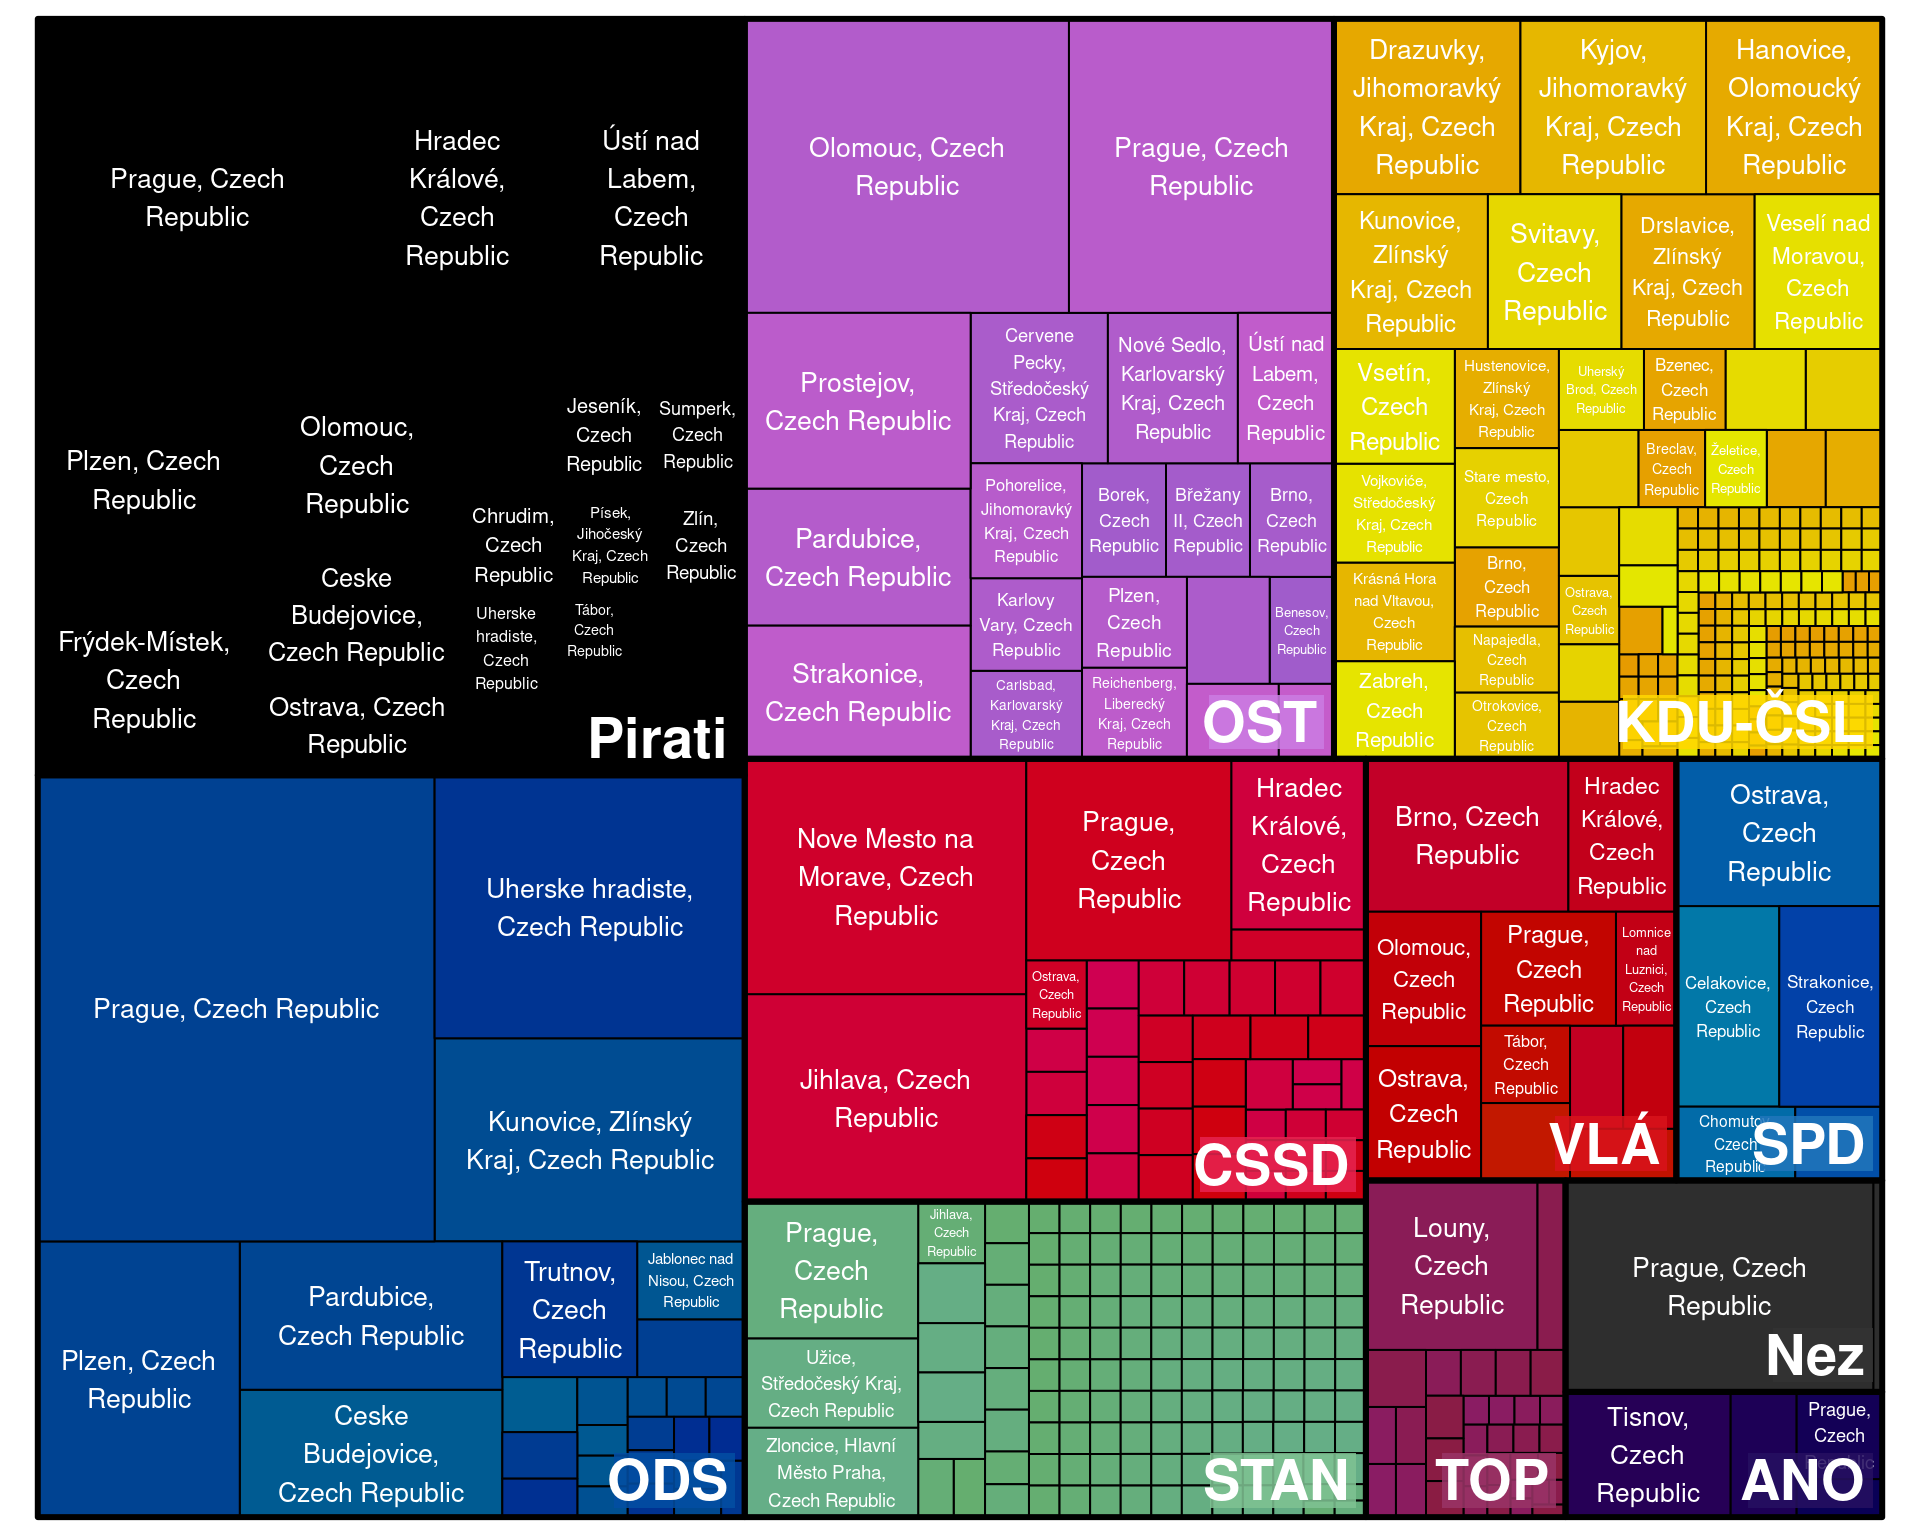 Prague, Czech
Republic
Hradec
Králové,
Czech
Republic
Ústí nad
Labem,
Czech
Republic
Plzen, Czech
Republic
Olomouc,
Czech
Republic
Jeseník,
Czech
Republic
Sumperk,
Czech
Republic
Chrudim,
Czech
Republic
Písek,
Jihočeský
Kraj, Czech
Republic
Zlín,
Czech
Republic
Frýdek-Místek,
Czech
Republic
Ceske
Budejovice,
Czech Republic
Uherske
hradiste,
Czech
Republic
Tábor,
Czech
Republic
Ostrava, Czech
Republic
Pirati
Olomouc, Czech
Republic
Prague, Czech
Republic
Prostejov,
Czech Republic
Cervene
Pecky,
Středočeský
Kraj, Czech
Republic
Nové Sedlo,
Karlovarský
Kraj, Czech
Republic
Ústí nad
Labem,
Czech
Republic
Pardubice,
Czech Republic
Pohorelice,
Jihomoravký
Kraj, Czech
Republic
Borek,
Czech
Republic
Břežany
II, Czech
Republic
Brno,
Czech
Republic
Strakonice,
Czech Republic
Karlovy
Vary, Czech
Republic
Plzen,
Czech
Republic
Benesov,
Czech
Republic
Carlsbad,
Karlovarský
Kraj, Czech
Republic
Reichenberg,
Liberecký
Kraj, Czech
Republic
OST
Drazuvky,
Jihomoravký
Kraj, Czech
Republic
Kyjov,
Jihomoravký
Kraj, Czech
Republic
Hanovice,
Olomoucký
Kraj, Czech
Republic
Kunovice,
Zlínský
Kraj, Czech
Republic
Svitavy,
Czech
Republic
Drslavice,
Zlínský
Kraj, Czech
Republic
Veselí nad
Moravou,
Czech
Republic
Vsetín,
Czech
Republic
Hustenovice,
Zlínský
Kraj, Czech
Republic
Uherský
Brod, Czech
Republic
Bzenec,
Czech
Republic
Vojkoviće,
Středočeský
Kraj, Czech
Republic
Stare mesto,
Czech
Republic
Breclav,
Czech
Republic
Želetice,
Czech
Republic
Krásná Hora
nad Vltavou,
Czech
Republic
Brno,
Czech
Republic
Ostrava,
Czech
Republic
Zabreh,
Czech
Republic
Napajedla,
Czech
Republic
Otrokovice,
Czech
Republic
KDU-ČSL
Prague, Czech Republic
Uherske hradiste,
Czech Republic
Kunovice, Zlínský
Kraj, Czech Republic
Plzen, Czech
Republic
Pardubice,
Czech Republic
Trutnov,
Czech
Republic
Jablonec nad
Nisou, Czech
Republic
Ceske
Budejovice,
Czech Republic
ODS
Nove Mesto na
Morave, Czech
Republic
Prague,
Czech
Republic
Hradec
Králové,
Czech
Republic
Jihlava, Czech
Republic
Ostrava,
Czech
Republic
CSSD
Prague,
Czech
Republic
Jihlava,
Czech
Republic
Užice,
Středočeský Kraj,
Czech Republic
Zloncice, Hlavní
Město Praha,
Czech Republic
STAN
Brno, Czech
Republic
Hradec
Králové,
Czech
Republic
Olomouc,
Czech
Republic
Prague,
Czech
Republic
Lomnice
nad
Luznici,
Czech
Republic
Ostrava,
Czech
Republic
Tábor,
Czech
Republic
VLÁ
Ostrava,
Czech
Republic
Celakovice,
Czech
Republic
Strakonice,
Czech
Republic
Czech
SPD
Louny,
Czech
Republic
TOP
Prague, Czech
Republic
Nez
Tisnov,
Czech
Republic
Prague,
Czech
ANO